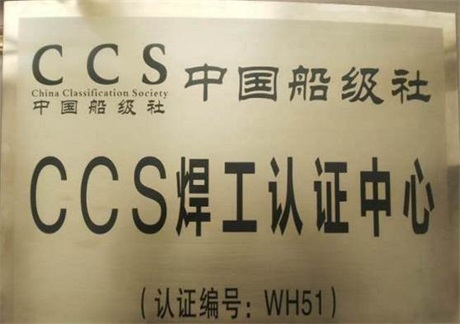 CCS
China Classification Society
中国船级社
中国船级社
CCS焊工认证中心
(认证编号: WH51)